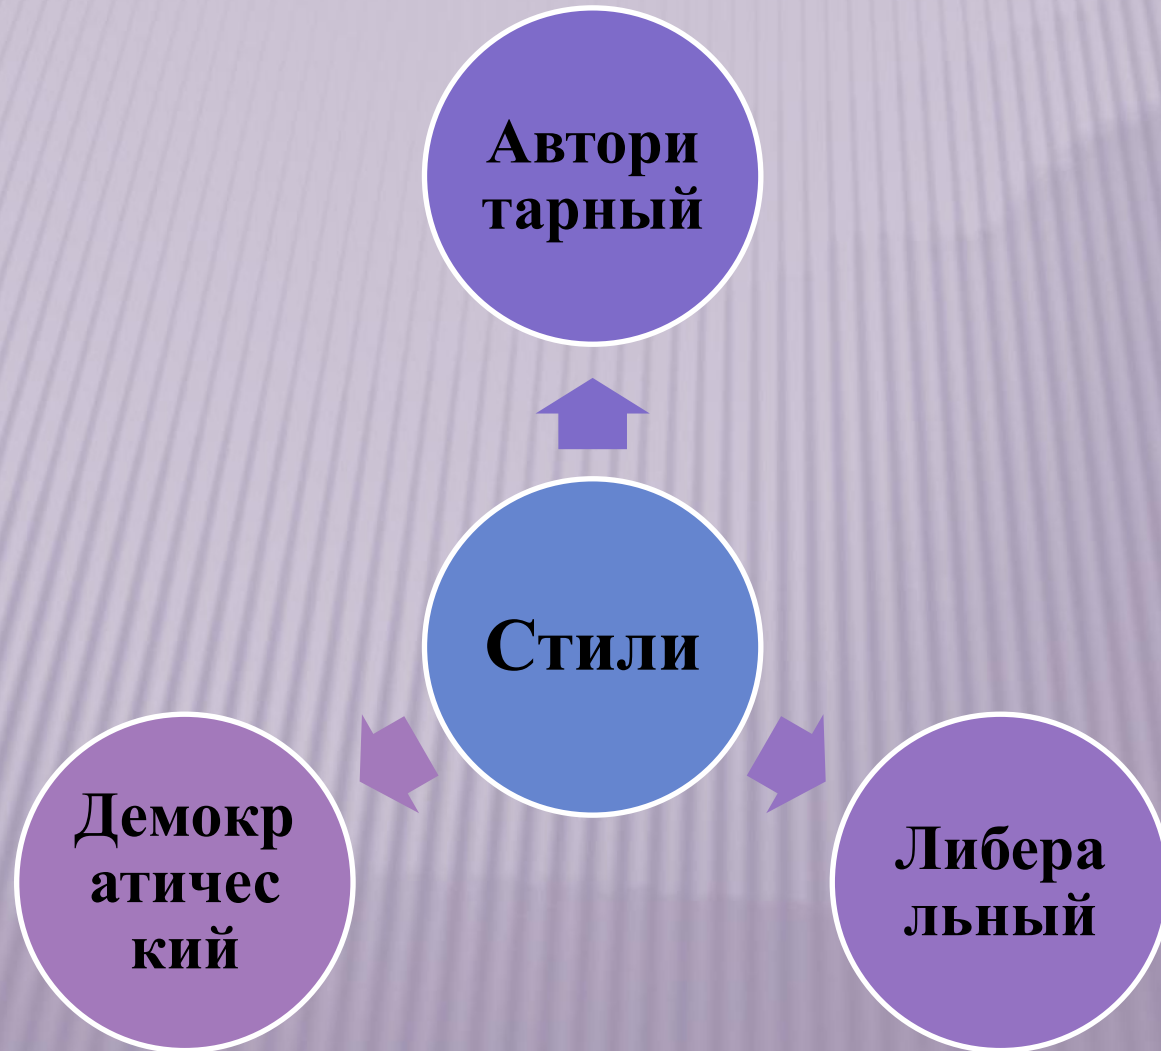 Автори
тарный
Стили
Демокр
атичес
кий
Либера
льный